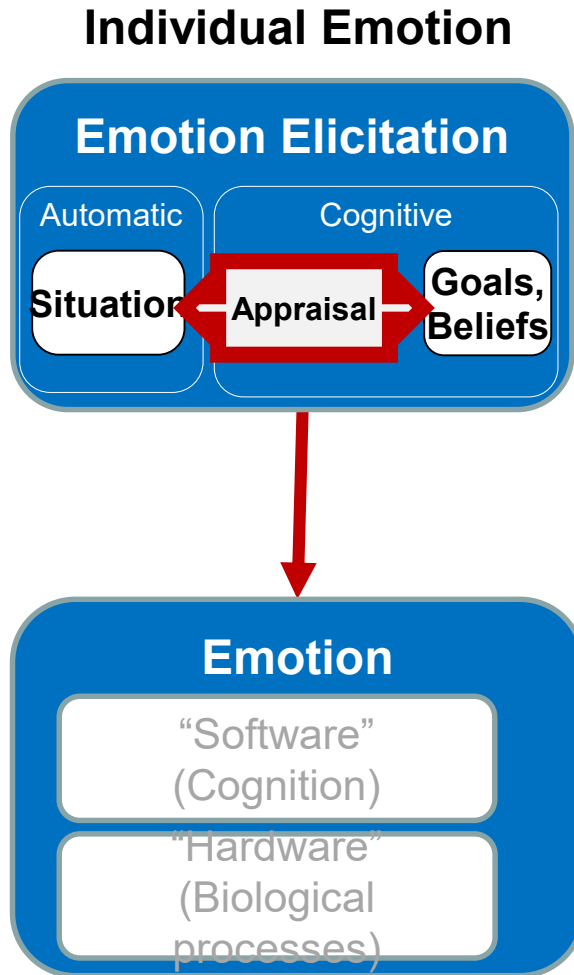 Individual Emotion
Emotion Elicitation
Automatic
Cognitive
Situation
Appraisal
Goals,
Beliefs
Emotion
“Software”
(Cognition)
“Hardware”
(Biological
processes)